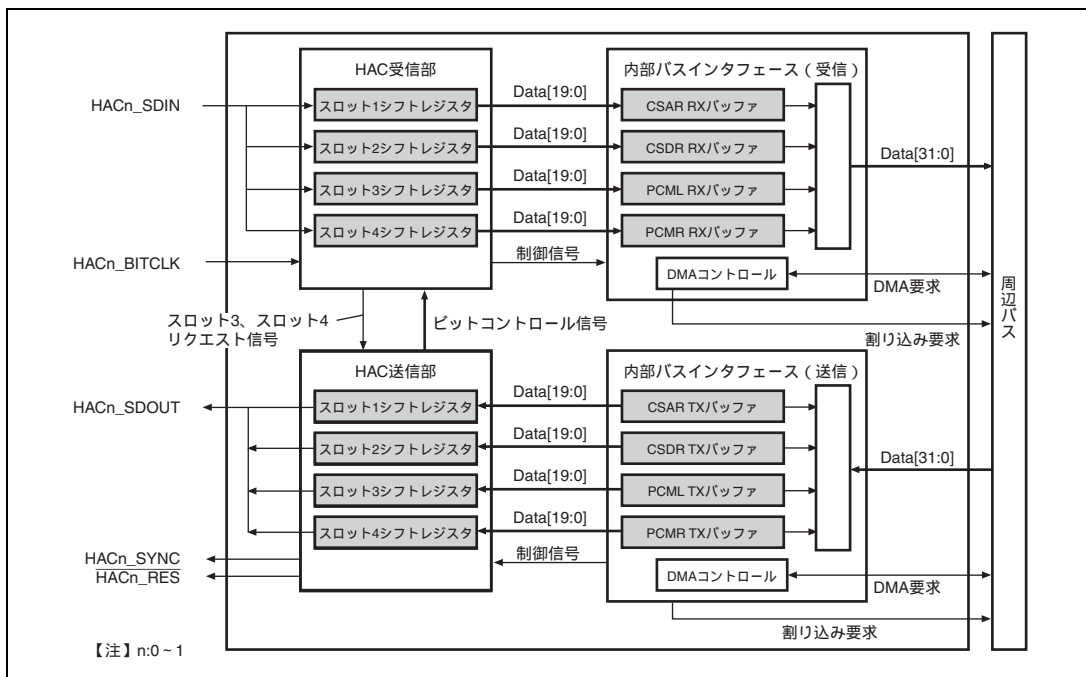 HAC受信部
内部バスインタフェース(受信)
HACn_SDIN
スロット1シフトレジスタ
Data[19:0]
CSAR RXバッファ
スロット2シフトレジスタ
Data[19:0]
CSDR RXバッファ
Data[31:0]
スロット3シフトレジスタ
Data[19:0]
PCML RXバッファ
スロット4シフトレジスタ
Data[19:0]
PCMR RXバッファ
HACn_BITCLK
制御信号
DMAコントロール
DMA要求
周辺バス
スロット3、スロット4
リクエスト信号
ビットコントロール信号
割り込み要求
HAC送信部
内部バスインタフェース(送信)
HACn_SDOUT
スロット1シフトレジスタ
Data[19:0]
CSAR TXバッファ
スロット2シフトレジスタ
Data[19:0]
CSDR TXバッファ
Data[31:0]
スロット3シフトレジスタ
Data[19:0]
PCML TXバッファ
スロット4シフトレジスタ
Data[19:0]
PCMR TXバッファ
HACn_SYNC
HACn_RES
制御信号
DMAコントロール
DMA要求
割り込み要求
【注】n:0~1